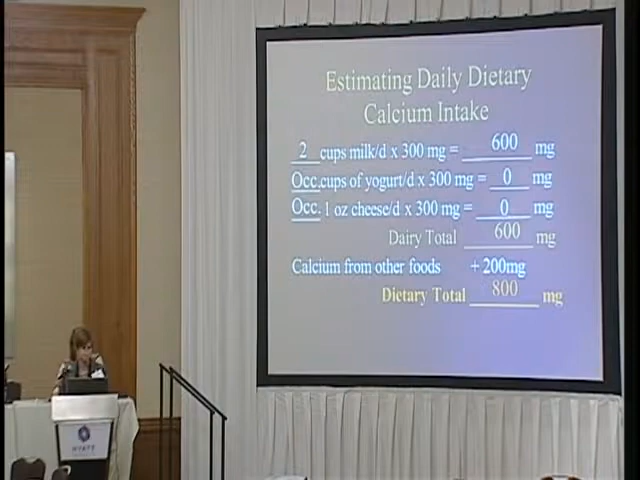 Estimating Daily Dietary
Calcium Intake
2 cups milk/d x 300 mg = 600 mg
Occ. cups of yogurt/d x 300 mg = 0 mg
Occ. 1 oz cheese/d x 300 mg = 0 mg
Dairy Total 600 mg
Calcium from other foods + 200mg
Dietary Total 800 mg
HYATT